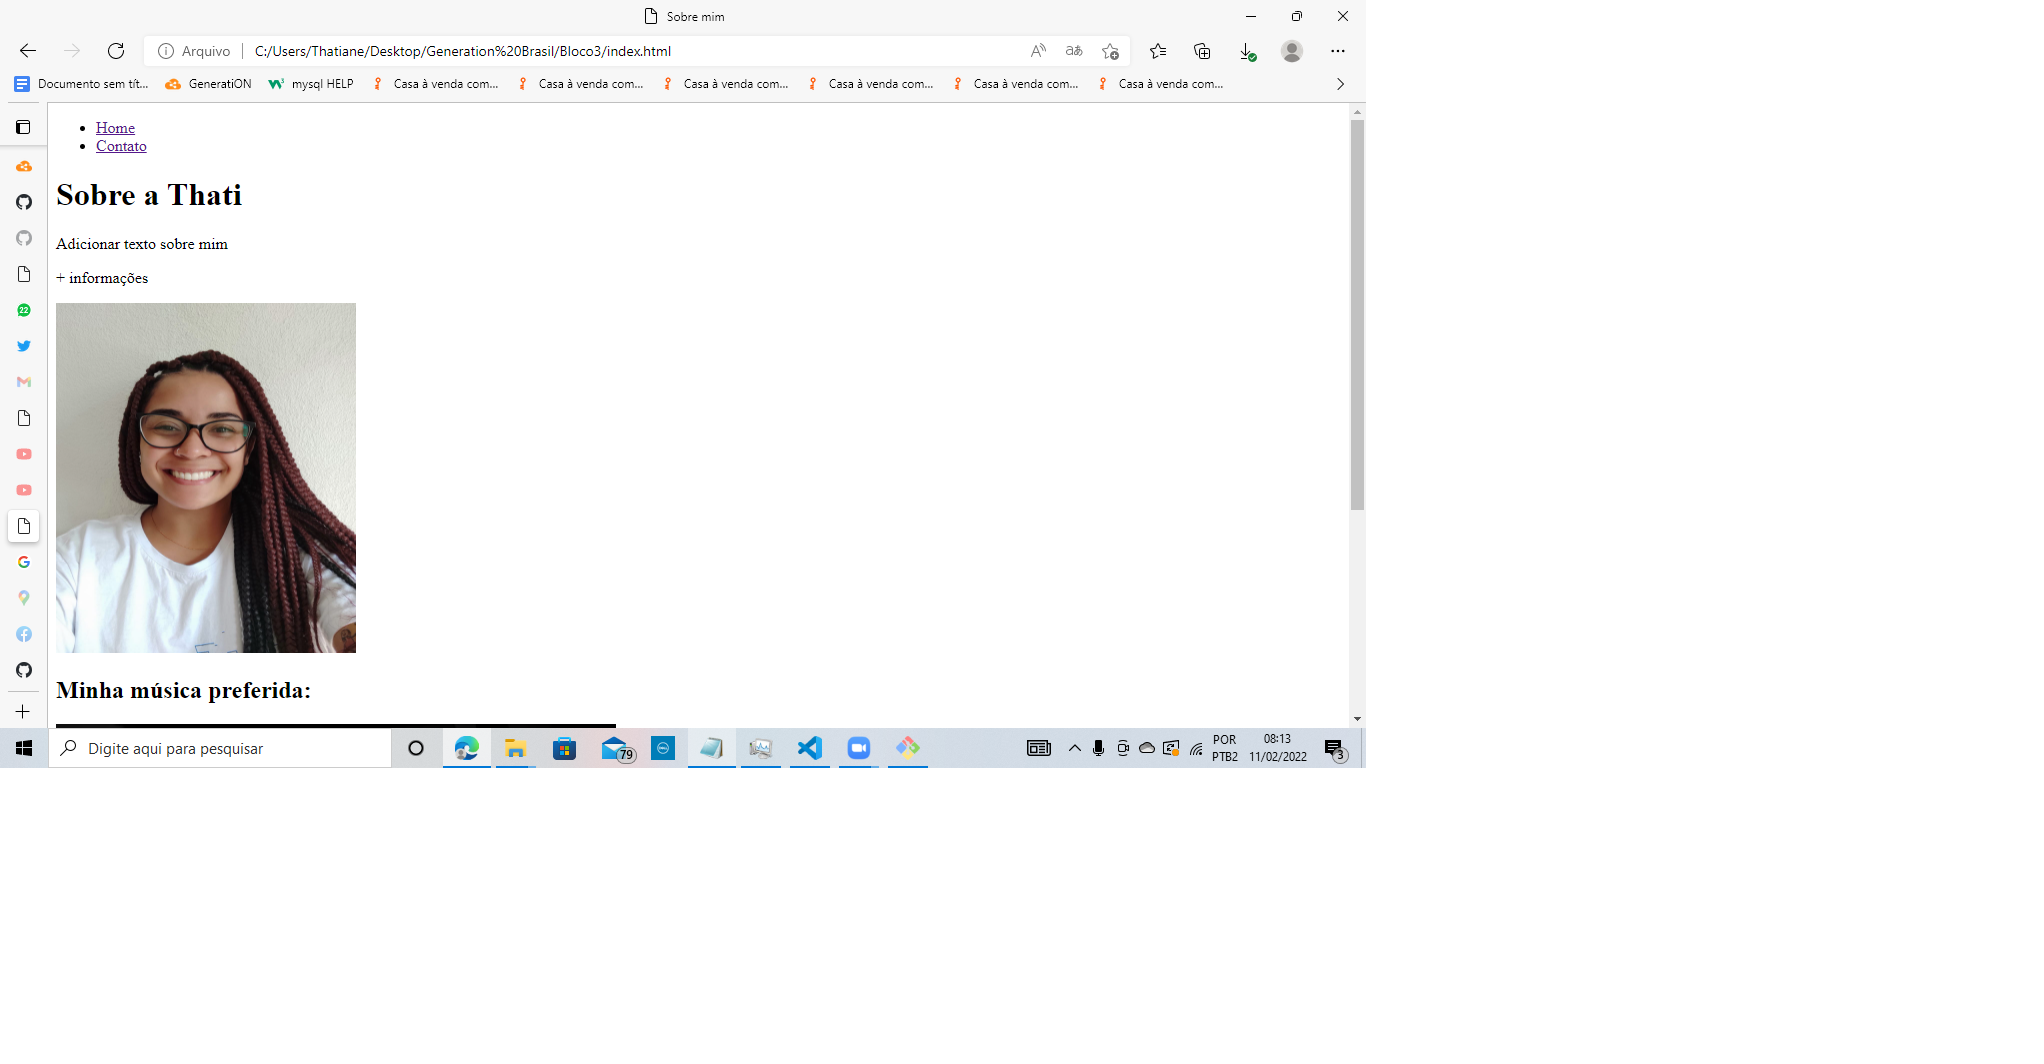 Sobre mim
Arquivo C:/Users/Thatiane/Desktop/Generation%20Brasil/Bloco3/index.html
Documento sem tít... GeneratiON mysql HELP Casa à venda com... Casa à venda com... Casa à venda com... Casa à venda com... Casa à venda com... Casa à venda com...
Home
Contato
Sobre a Thati
Adicionar texto sobre mim
+ informações
22
Minha música preferida:
Digite aqui para pesquisar
79
DELL
POR
PTB2
08:13
11/02/2022
3